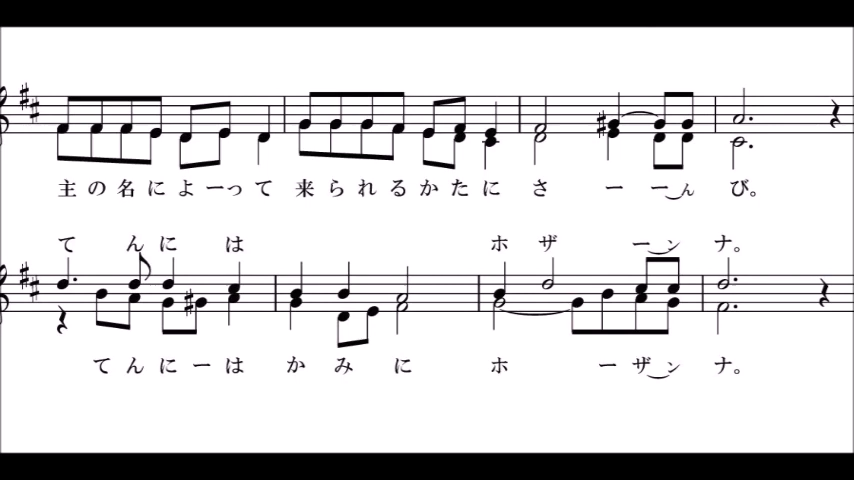 主の名によーって来られるかたにさーーんび。
てんには ホザーンナ。
てんにーはかみにホーザンナ。